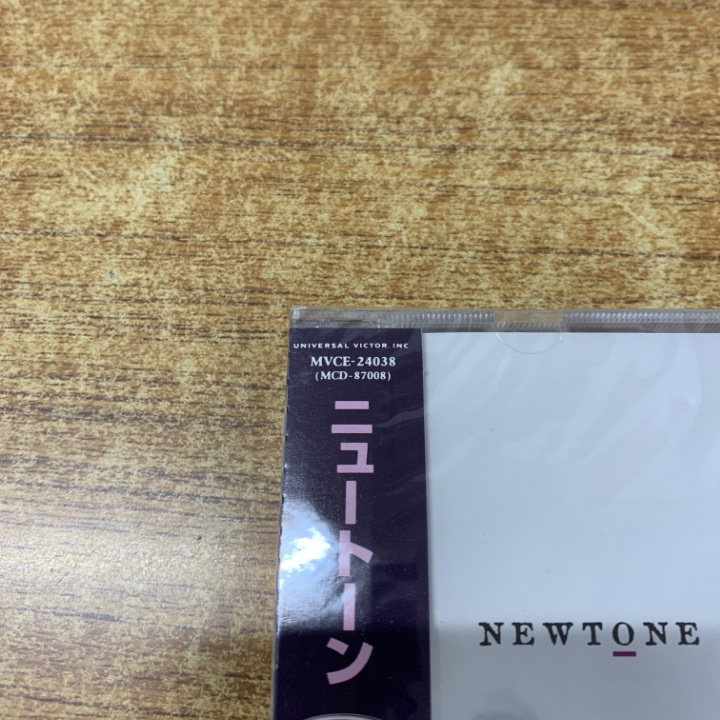 UNIVERSAL VICTOR, INC.
MVCE-24038
(MCD-87008)
ニュートーン
NEWTONE